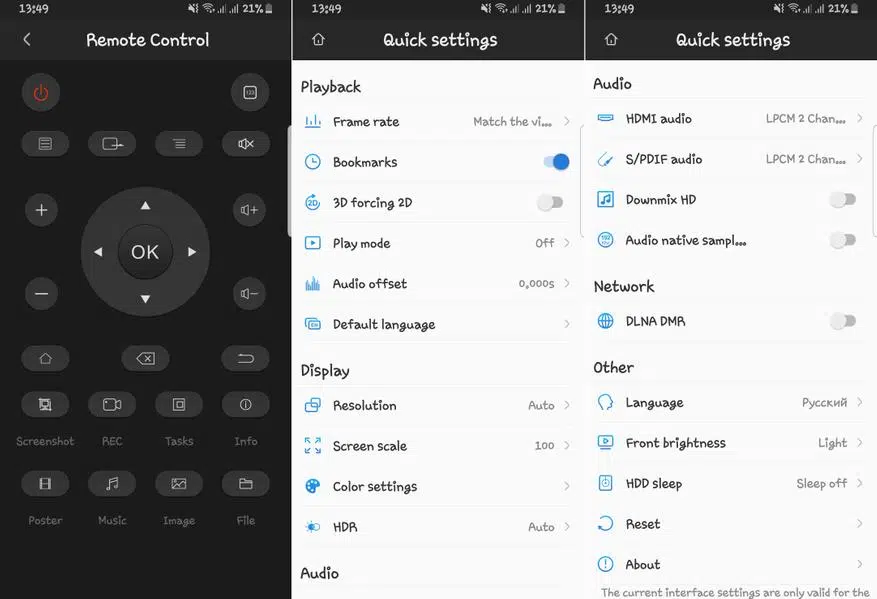 13:49
21%
Remote Control
123
OK
Screenshot
REC
Tasks
Info
Poster
Music
Image
File
13:49
21%
Quick settings
Playback
Frame rate
Match the vi...
Bookmarks
2D
3D forcing 2D
Play mode
Off
Audio offset
0,000s
Default language
Display
Resolution
Auto
Screen scale
100
Color settings
HDR
Auto
Audio
13:49
21%
Quick settings
Audio
HDMI audio
LPCM 2 Chan...
S/PDIF audio
LPCM 2 Chan...
Downmix HD
192
Audio native sampl...
Network
DLNA DMR
Other
Language
Русский
Front brightness
Light
HDD sleep
Sleep off
Reset
About
The current interface settings are only valid for the